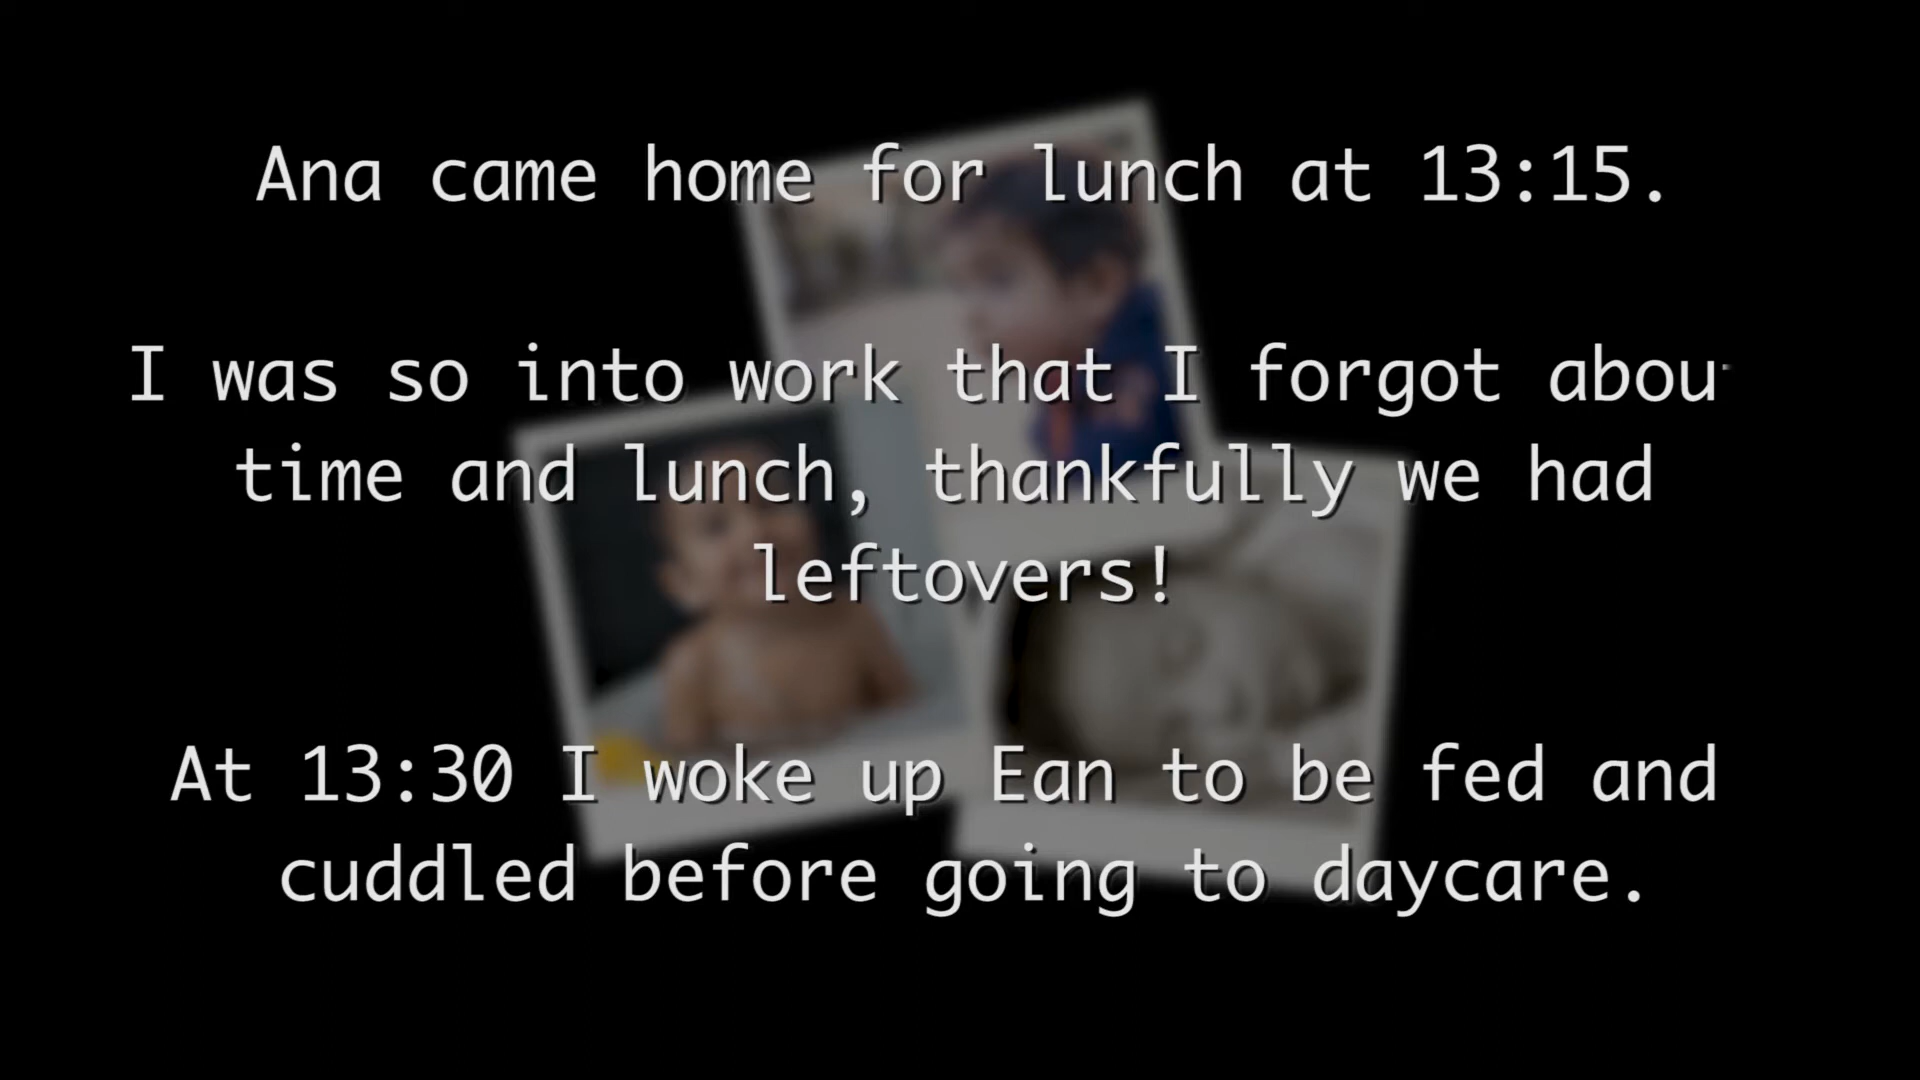 Ana came home for lunch at 13:15.
I was so into work that I forgot abou
time and lunch, thankfully we had
leftovers!
At 13:30 I woke up Ean to be fed and
cuddled before going to daycare.